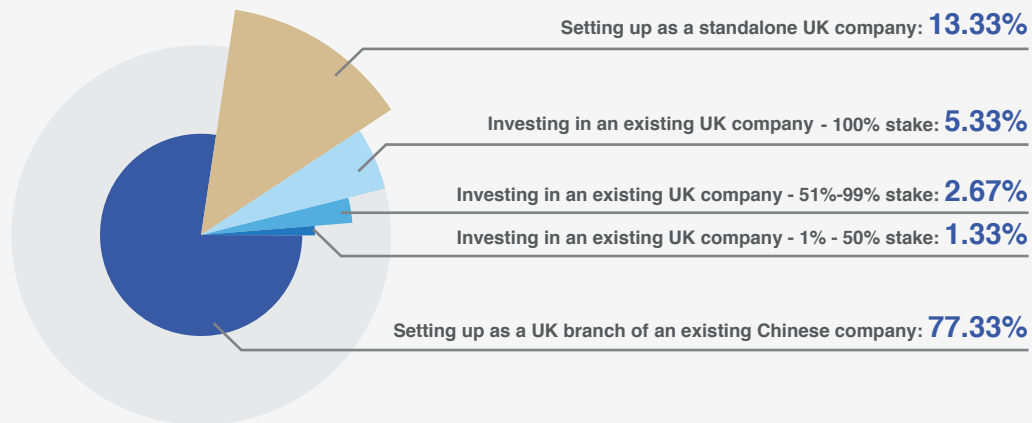 Setting up as a standalone UK company: 13.33%
Investing in an existing UK company - 100% stake: 5.33%
Investing in an existing UK company - 51%-99% stake: 2.67%
Investing in an existing UK company - 1% - 50% stake: 1.33%
Setting up as a UK branch of an existing Chinese company: 77.33%